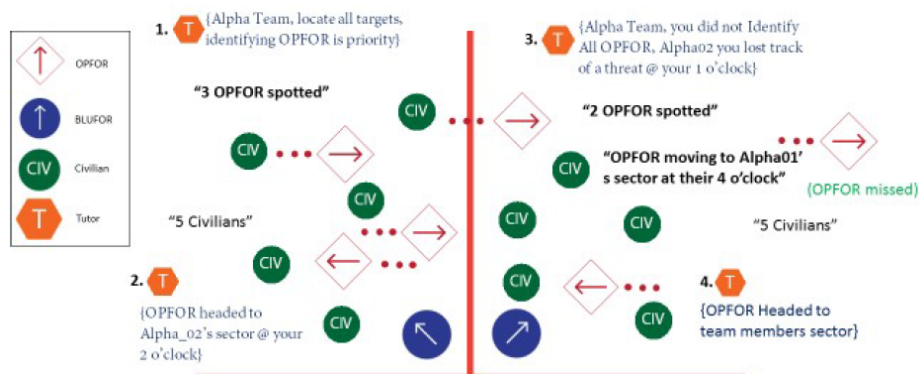 OPFOR
BLUFOR
CIV
Civilian
T
Tutor
1.
T
{Alpha Team, locate all targets,
identifying OPFOR is priority}
"3 OPFOR spotted"
CIV
CIV
CIV
"5 Civilians"
CIV
2.
T
{OPFOR headed to
Alpha_02's sector @ your
2 o'clock}
CIV
3.
T
{Alpha Team, you did not Identify
All OPFOR, Alpha02 you lost track
of a threat @ your 1 o'clock}
"2 OPFOR spotted"
CIV
"OPFOR moving to Alpha01'
s sector at their 4 o'clock"
(OPFOR missed)
CIV
CIV
"5 Civilians"
CIV
CIV
4.
T
{OPFOR Headed to
team members sector}